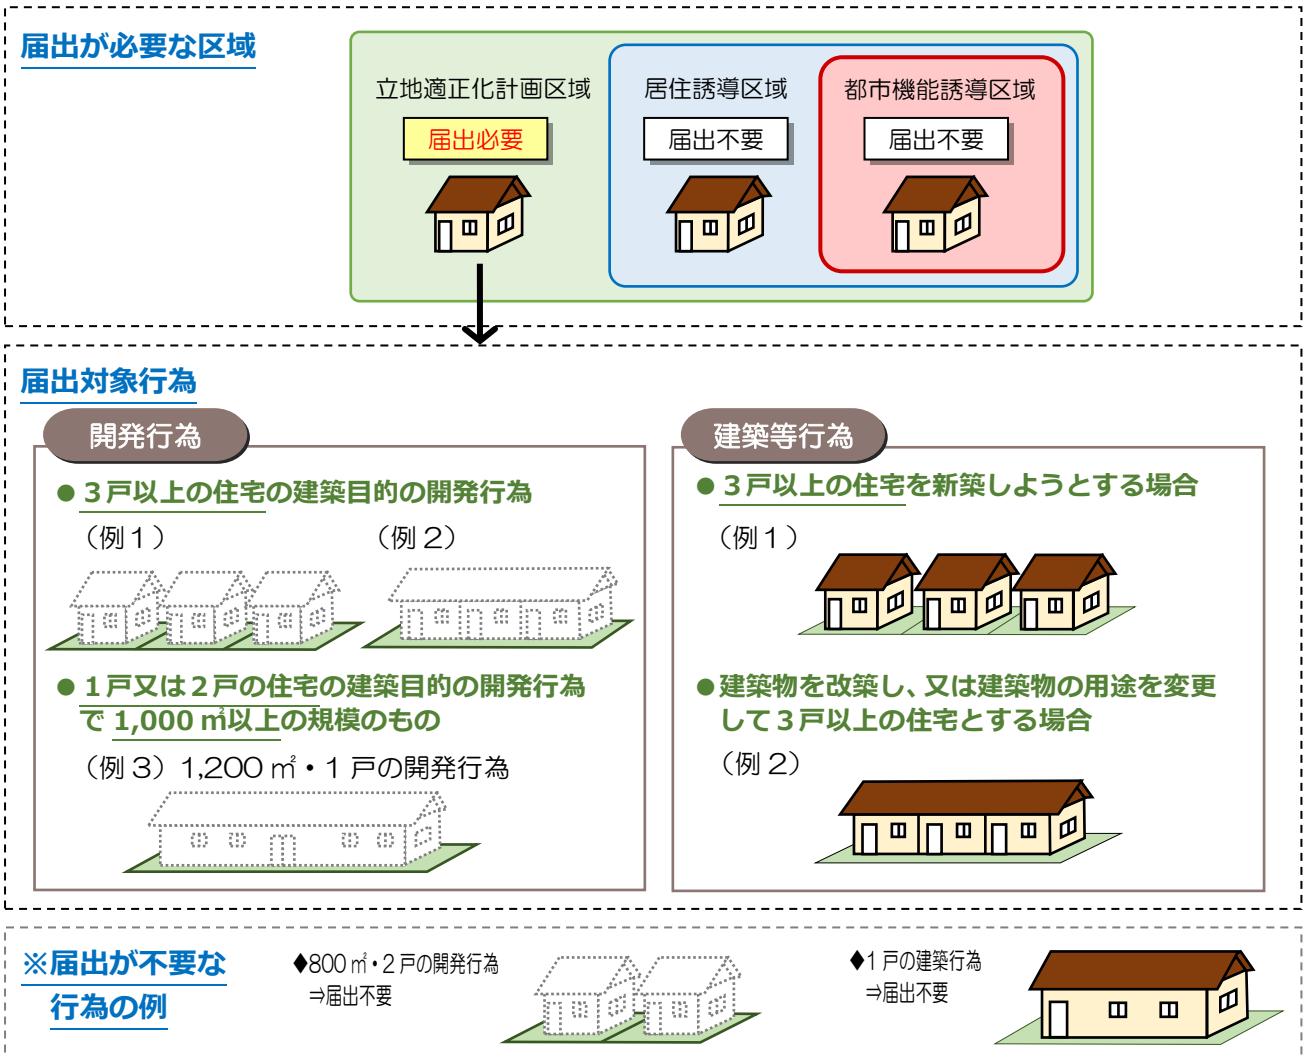 届出が必要な区域
立地適正化計画区域
居住誘導区域
都市機能誘導区域
届出必要
届出不要
届出不要
届出対象行為
開発行為
●３戸以上の住宅の建築目的の開発行為
（例１）
（例２）
●１戸又は２戸の住宅の建築目的の開発行為
で 1,000 ㎡以上の規模のもの
（例３）1,200 ㎡・１戸の開発行為
建築等行為
●３戸以上の住宅を新築しようとする場合
（例１）
●建築物を改築し、又は建築物の用途を変更
して３戸以上の住宅とする場合
（例２）
※届出が不要な
行為の例
◆800 ㎡・２戸の開発行為
⇒届出不要
◆1 戸の建築行為
⇒届出不要